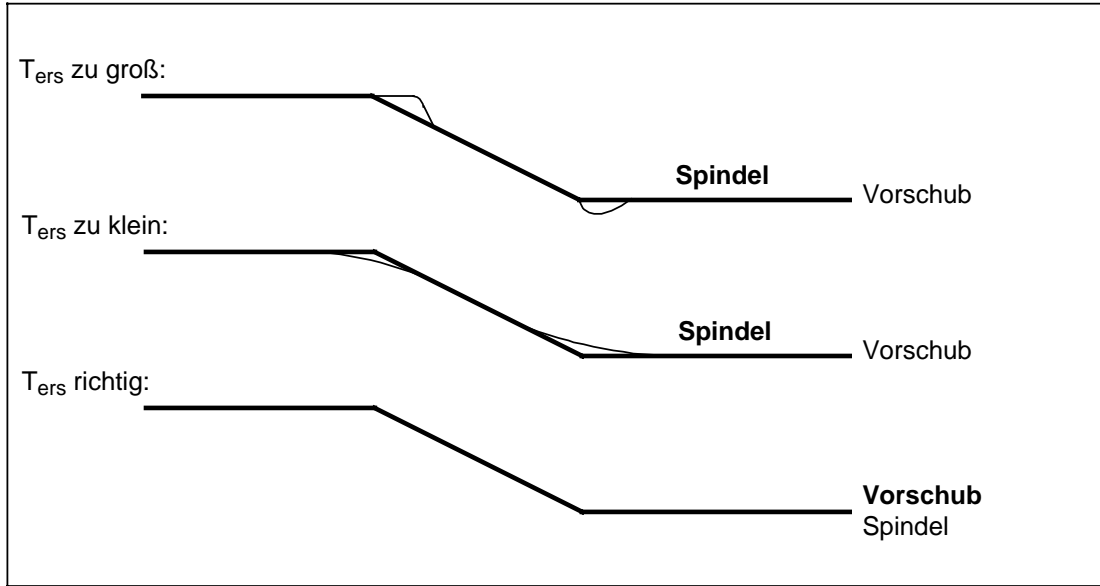 Ters zu groß:
Spindel
Vorschub
Ters zu klein:
Spindel
Vorschub
Ters richtig:
Vorschub
Spindel